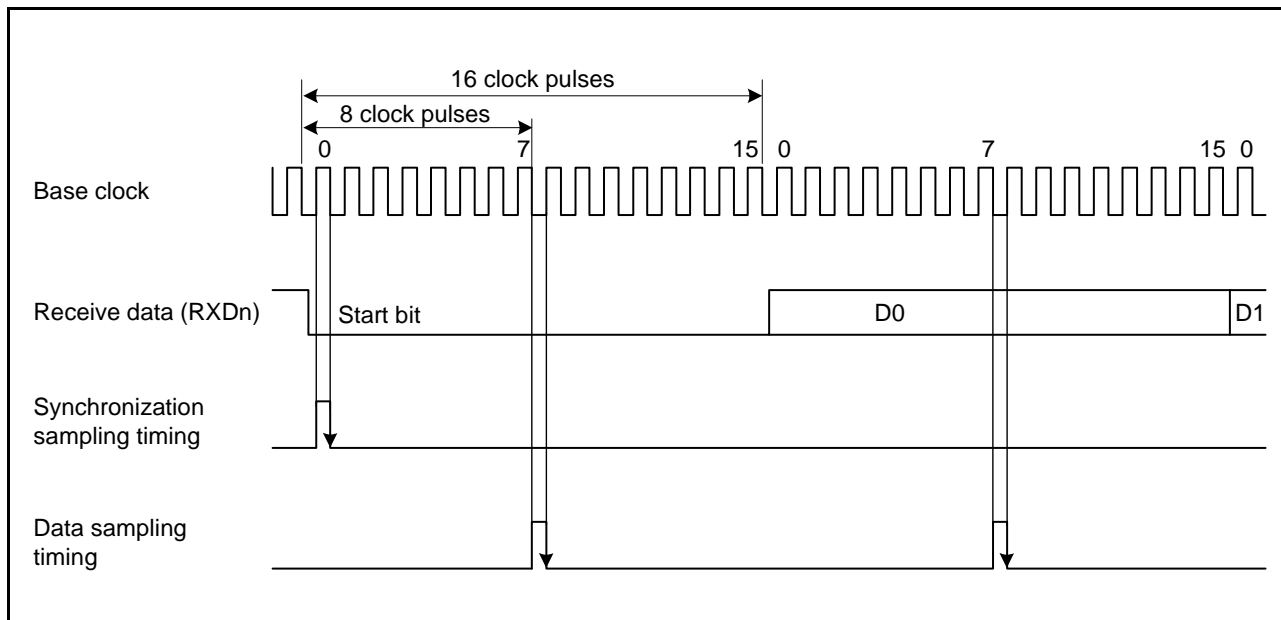 16 clock pulses
8 clock pulses
0 7 15 0 7 15 0
Base clock
Receive data (RXDn)
Start bit
D0
D1
Synchronization
sampling timing
Data sampling
timing